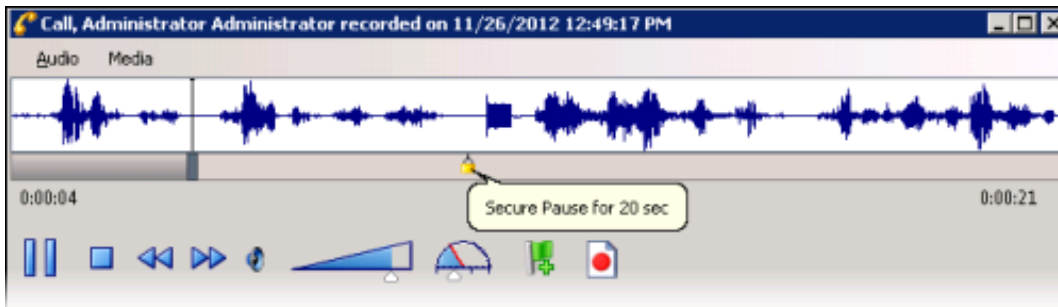 Call, Administrator Administrator recorded on 11/26/2012 12:49:17 PM
Audio Media
Secure Pause for 20 sec
0:00:04 0:00:21